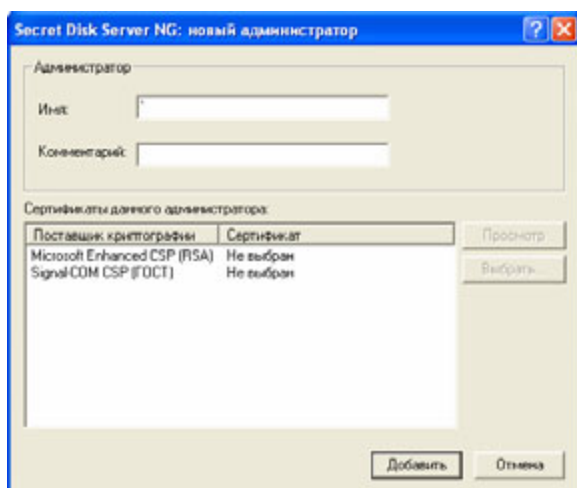 Secret Disk Server NG: новый администратор
Администратор
Имя:
Комментарий:
Сертификаты данного администратора:
Поставщик криптографии Сертификат
Microsoft Enhanced CSP (RSA) Не выбран
Signal-COM CSP (ГОСТ) Не выбран
Просмотр
Выбрать...
Добавить Отмена